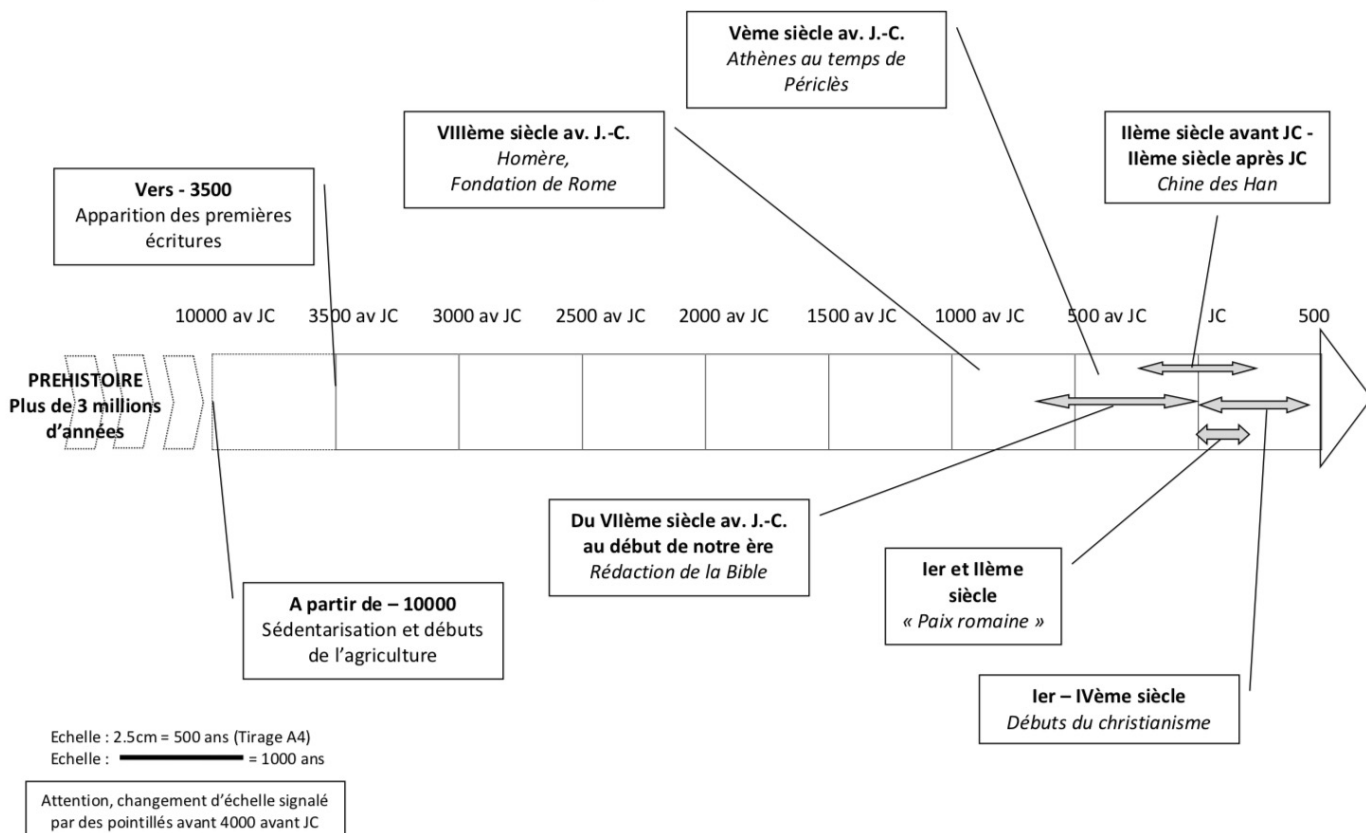 Vème siècle av. J.-C.
Athènes au temps de
Périclès
VIIIème siècle av. J.-C.
Homère,
Fondation de Rome
IIème siècle avant JC -
IIème siècle après JC
Chine des Han
Vers - 3500
Apparition des premières
écritures
10000 av JC 3500 av JC 3000 av JC 2500 av JC 2000 av JC 1500 av JC 1000 av JC 500 av JC JC 500
PREHISTOIRE
Plus de 3 millions
d’années
Du VIIème siècle av. J.-C.
au début de notre ère
Rédaction de la Bible
Ier et IIème
siècle
« Paix romaine »
A partir de – 10000
Sédentarisation et débuts
de l’agriculture
Ier – IVème siècle
Débuts du christianisme
Echelle : 2.5cm = 500 ans (Tirage A4)
Echelle : = 1000 ans
Attention, changement d’échelle signalé
par des pointillés avant 4000 avant JC